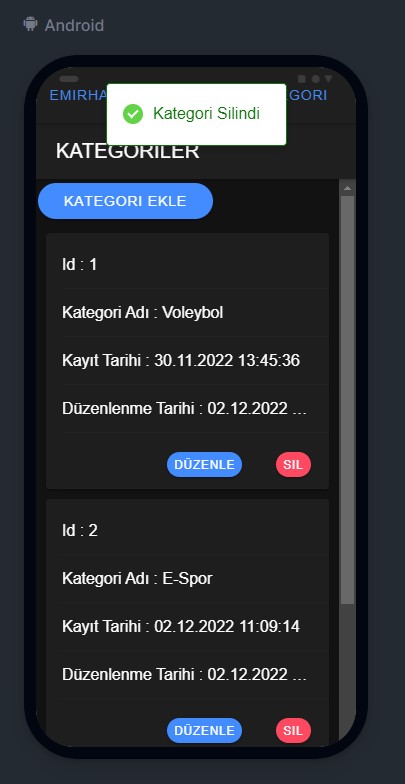 Android
EMIRHA
GORI
Kategori Silindi
KATEGORİLER
KATEGORI EKLE
Id : 1
Kategori Adı : Voleybol
Kayıt Tarihi : 30.11.2022 13:45:36
Düzenlenme Tarihi : 02.12.2022 ...
DÜZENLE SIL
Id : 2
Kategori Adı : E-Spor
Kayıt Tarihi : 02.12.2022 11:09:14
Düzenlenme Tarihi : 02.12.2022 ...
DÜZENLE SIL